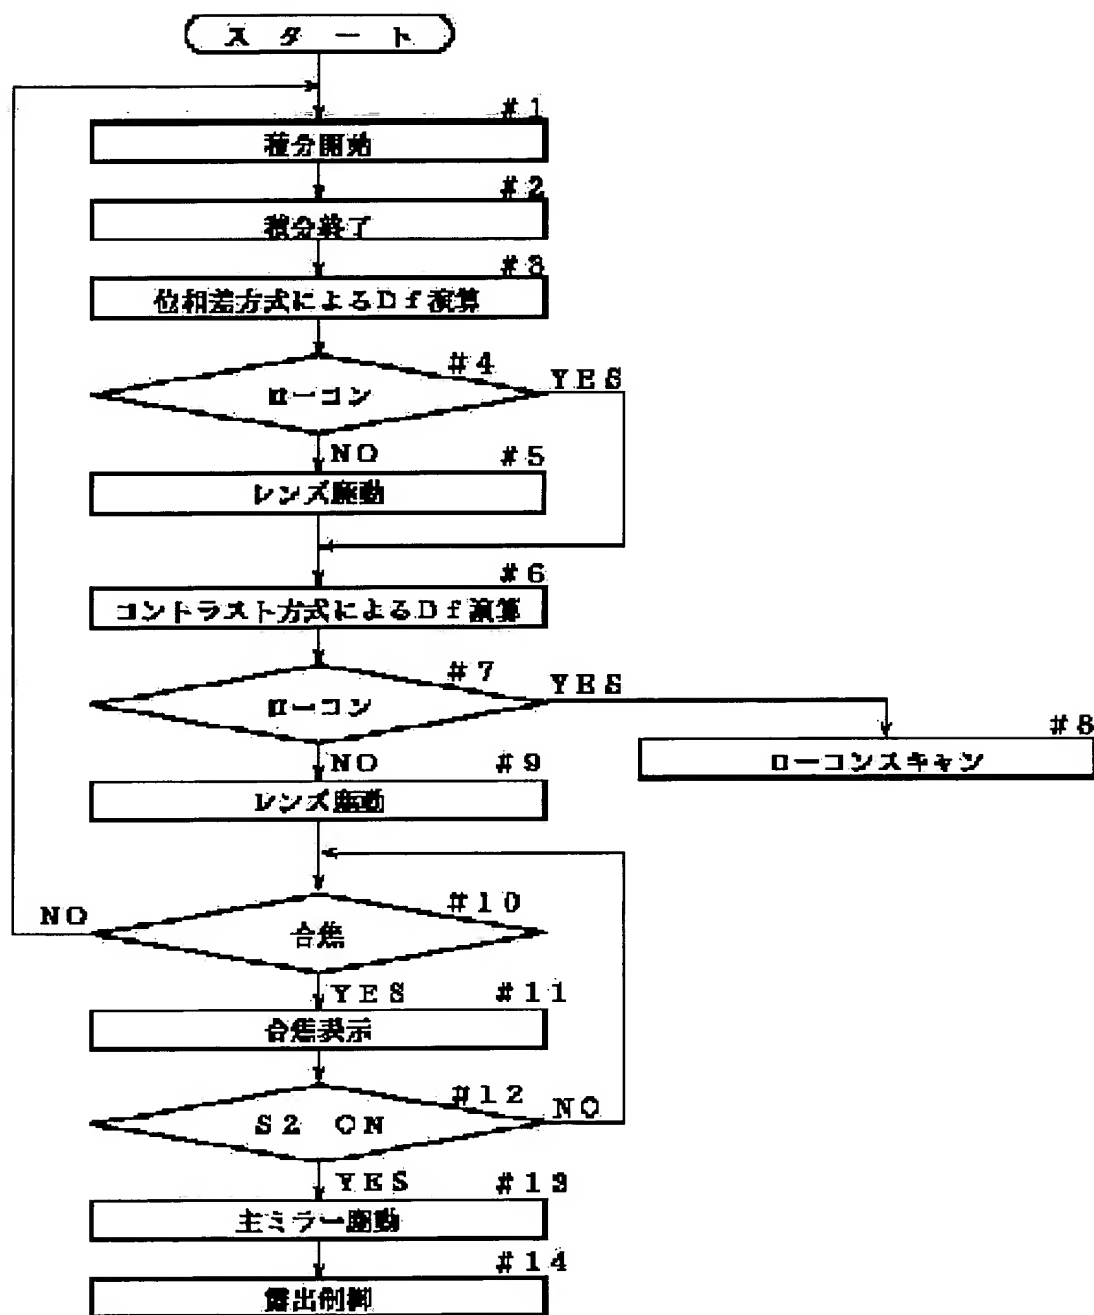 スタート
#1
積分開始
#2
積分終了
#3
位相差方式によるDf演算
#4
ローコン
YES
NO
#5
レンズ駆動
#6
コントラスト方式によるDf演算
#7
ローコン
YES
#8
ローコンスキャン
NO
#9
レンズ駆動
#10
NO
合焦
YES
#11
合焦表示
#12
S2 ON
NO
YES
#13
主ミラー駆動
#14
露出制御